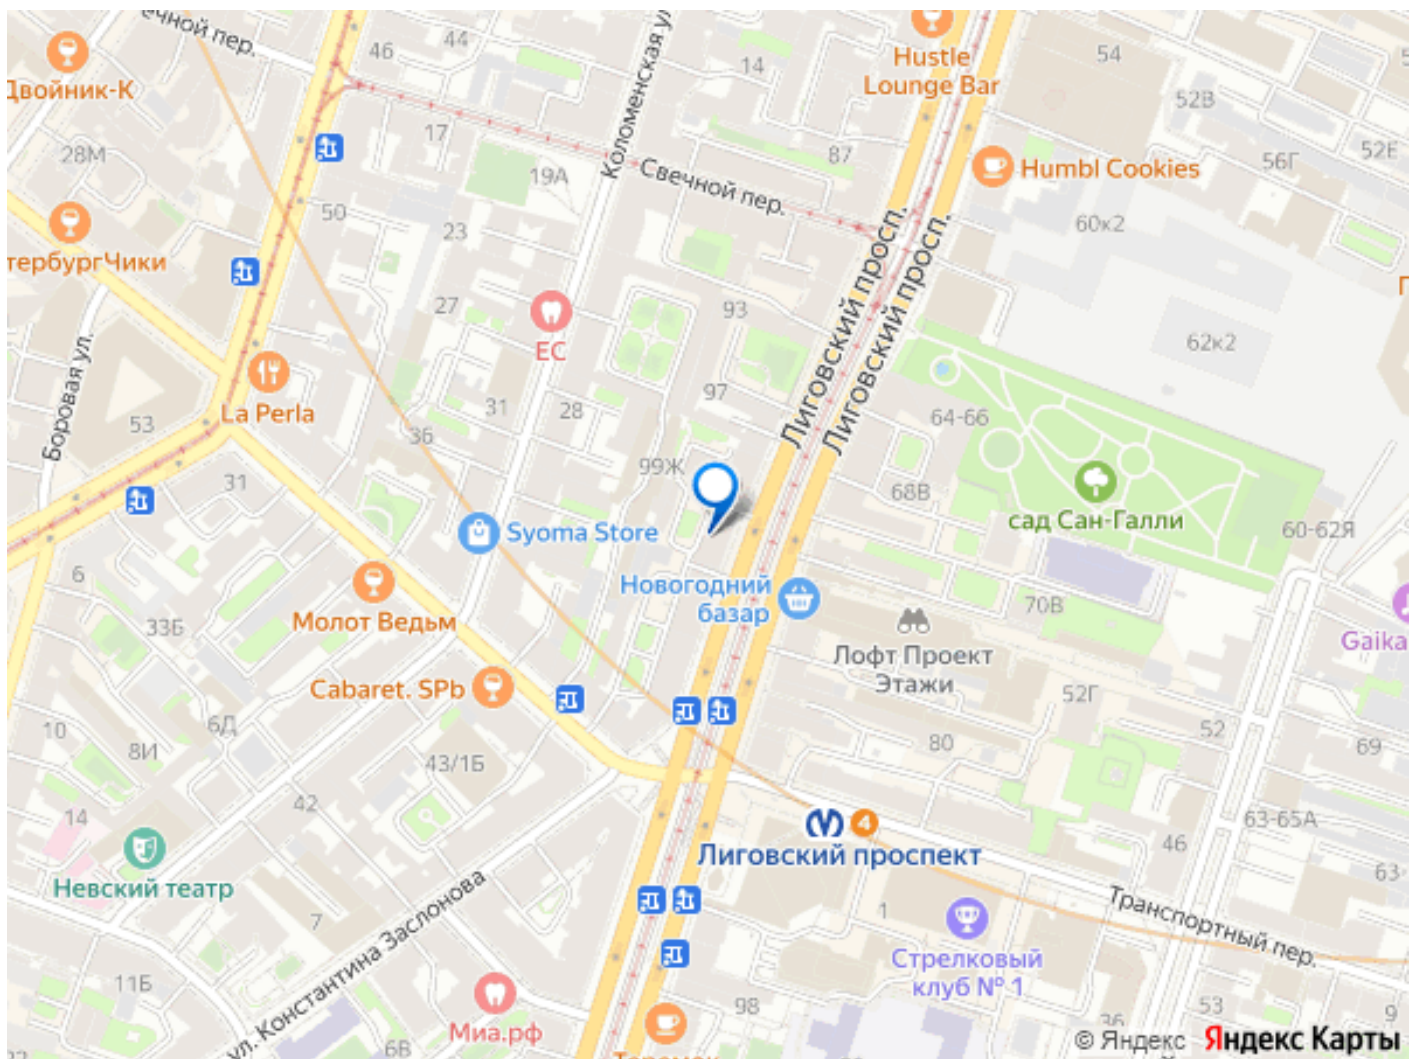 ечной пер.
46
44
Коломенская ул
14
Hustle
Lounge Bar
54
52В
Двойник-К
28М
17
19А
87
Свечной пер.
Humbl Cookies
56Г
52Е
тербургЧики
50
23
60к2
Лиговский просп.
Лиговский просп.
27
93
ЕС
62к2
Боровая ул.
La Perla
53
31
28
97
64-66
36
99Ж
68В
сад Сан-Галли
60-62Я
31
Syoma Store
Новогодний
базар
6
33Б
Молот Ведьм
70В
Лофт Проект
Этажи
Gaika
Cabaret. SPb
52Г
10
8И
6Д
43/1Б
80
52
69
14
42
4
Лиговский проспект
46
63-65А
63-
Невский театр
7
ул. Константина Заслонова
1
Транспортный пер.
Стрелковый
клуб № 1
11Б
Миа.рф
98
53
9
36
6В
Теремок
© Яндекс Яндекс Карты